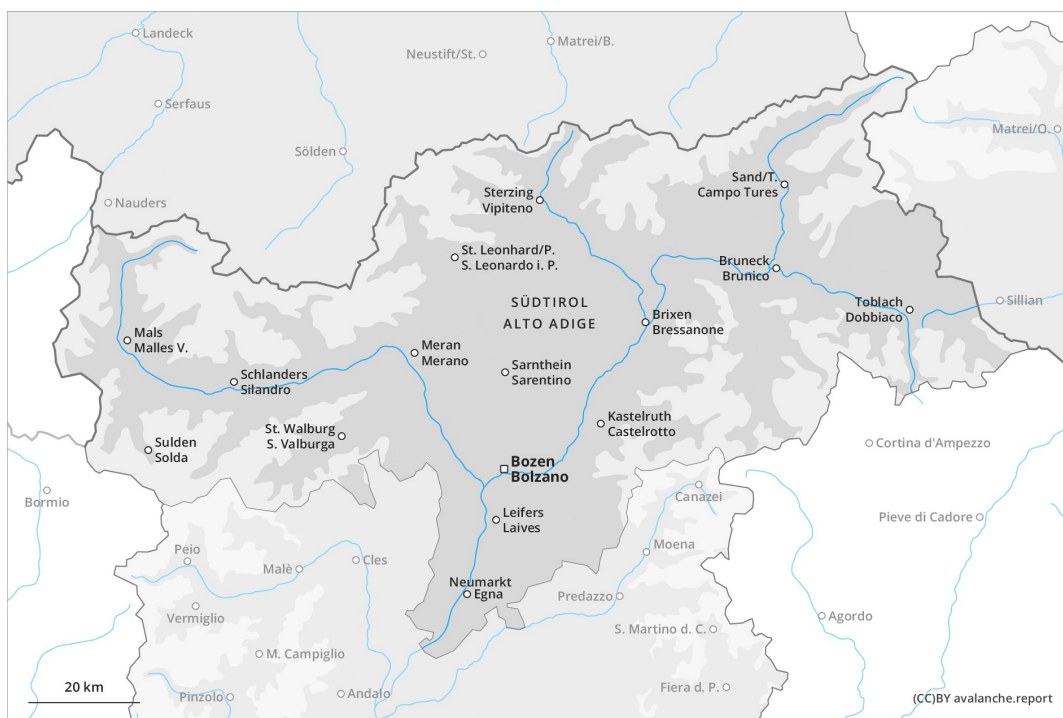 Landeck
Neustift/St.
Matrei/B.
Serfaus
Matrei/O.
Sölden
Sand/T.
Campo Tures
Sterzing
Vipiteno
Nauders
St. Leonhard/P.
S. Leonardo i. P.
Bruneck
Brunico
SÜDTIROL
ALTO ADIGE
Toblach
Dobbiaco
Sillian
Brixen
Bressanone
Mals
Malles V.
Meran
Merano
Sarnthein
Sarentino
Schlanders
Silandro
Kastelruth
Castelrotto
St. Walburg
S. Valburga
Sulden
Solda
Cortina d'Ampezzo
Bozen
Bolzano
Canazei
Bormio
Leifers
Laives
Pieve di Cadore
Peio
Moena
Cles
Malè
Neumarkt
Egna
Predazzo
Vermiglio
Agordo
S. Martino d. C.
M. Campiglio
20 km
Pinzolo
Andalo
Fiera d. P.
(CC)BY avalanche.report